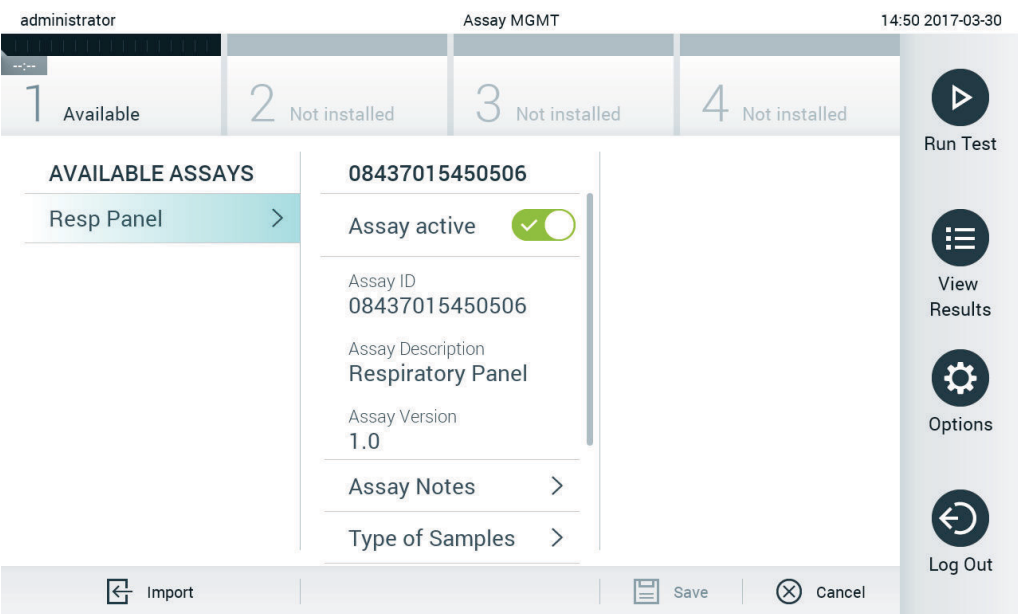 administrator Assay MGMT 14:50 2017-03-30
--:--
1 Available 2 Not installed 3 Not installed 4 Not installed
Run Test
AVAILABLE ASSAYS
Resp Panel
08437015450506
Assay active
Assay ID
08437015450506
Assay Description
Respiratory Panel
Assay Version
1.0
Assay Notes
Type of Samples
View
Results
Options
Log Out
Import Save Cancel